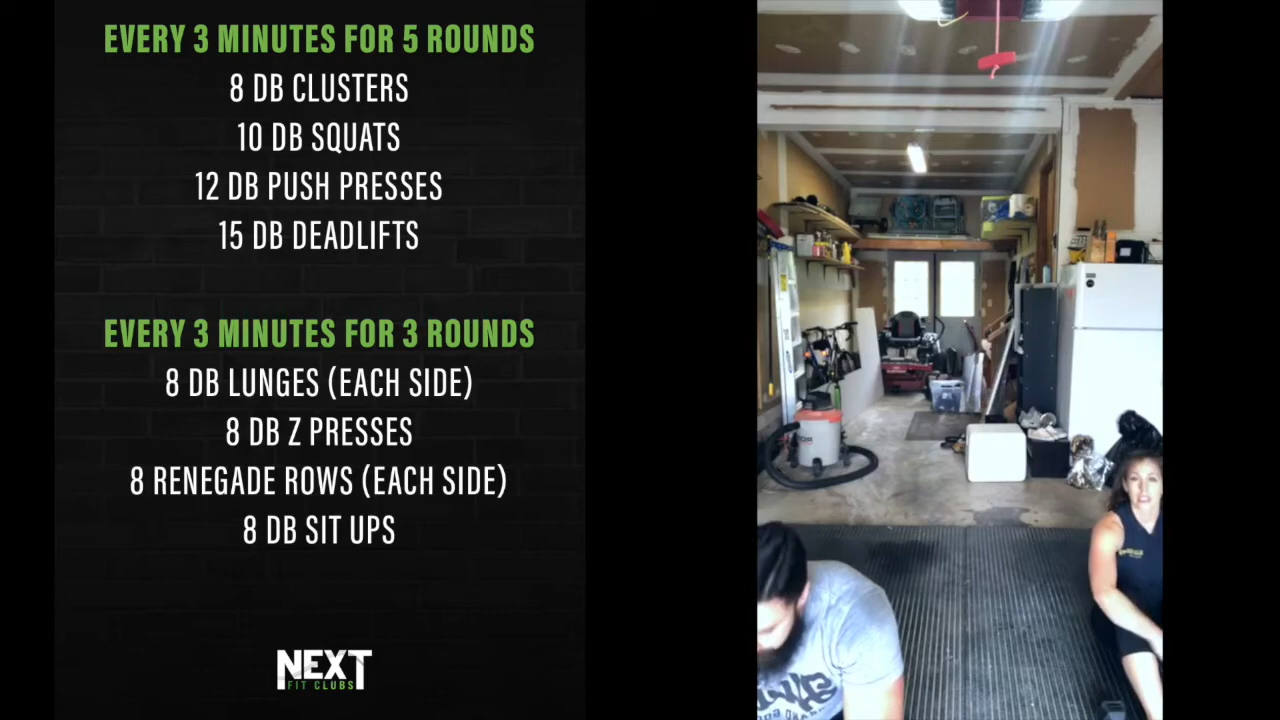 EVERY 3 MINUTES FOR 5 ROUNDS
8 DB CLUSTERS
10 DB SQUATS
12 DB PUSH PRESSES
15 DB DEADLIFTS
EVERY 3 MINUTES FOR 3 ROUNDS
8 DB LUNGES (EACH SIDE)
8 DB Z PRESSES
8 RENEGADE ROWS (EACH SIDE)
8 DB SIT UPS
NEXT
FIT CLUBS